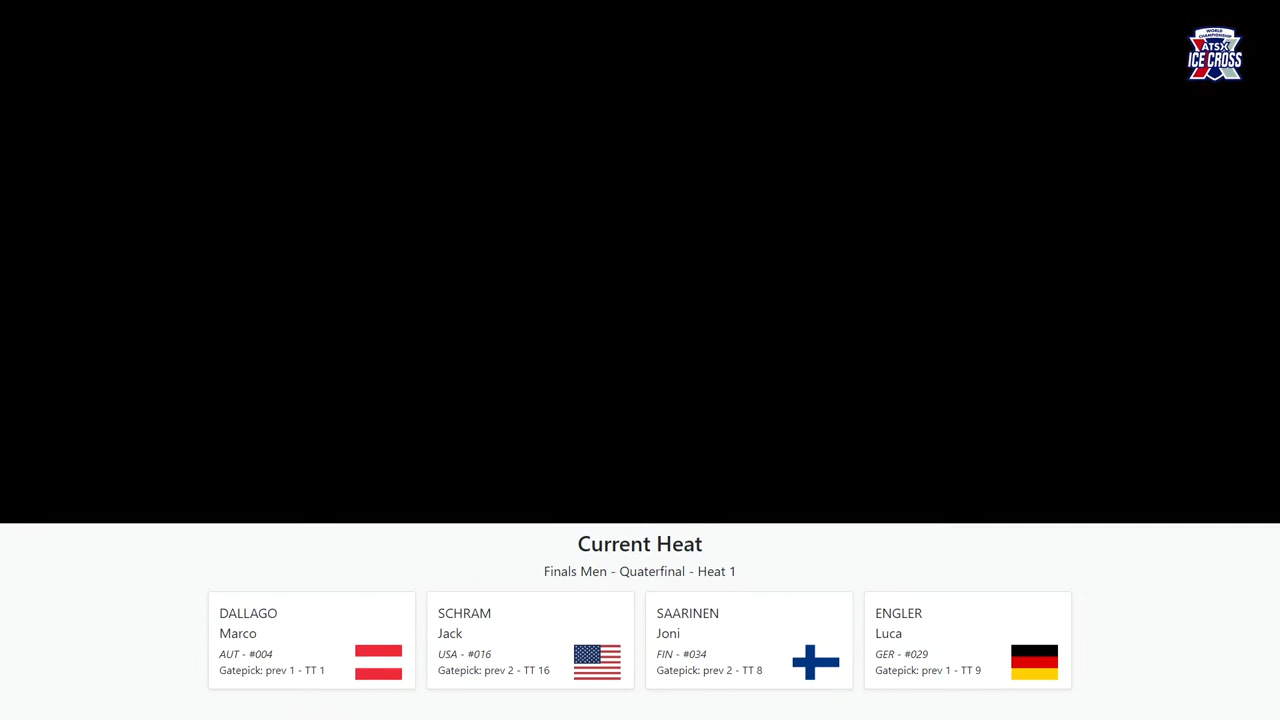 WORLD
CHAMPIONSHIP
ATSX
ICE CROSS
Current Heat
Finals Men - Quaterfinal - Heat 1
DALLAGO
Marco
AUT - #004
Gatepick: prev 1 - TT 1
SCHRAM
Jack
USA - #016
Gatepick: prev 2 - TT 16
SAARINEN
Joni
FIN - #034
Gatepick: prev 2 - TT 8
ENGLER
Luca
GER - #029
Gatepick: prev 1 - TT 9